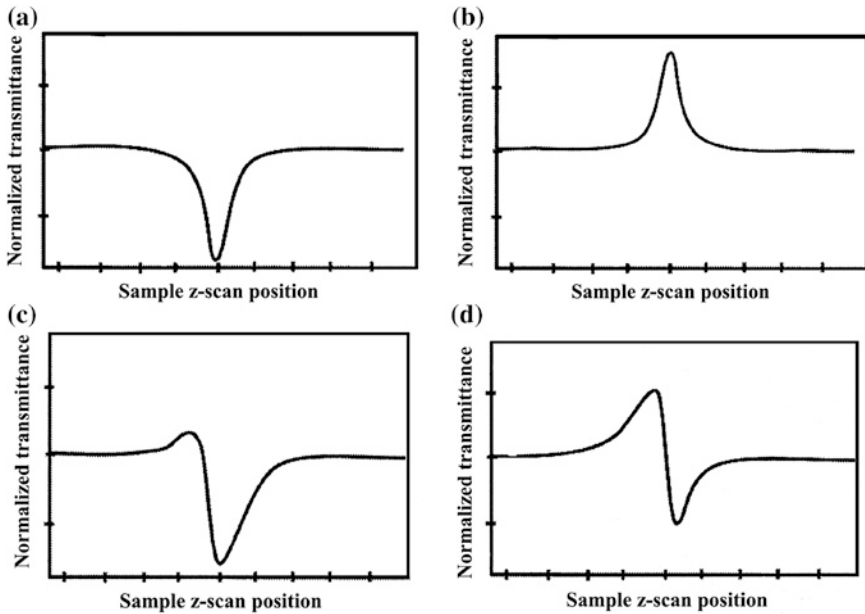 (a)
Normalized transmittance
Sample z-scan position
(b)
Normalized transmittance
Sample z-scan position
(c)
Normalized transmittance
Sample z-scan position
(d)
Normalized transmittance
Sample z-scan position